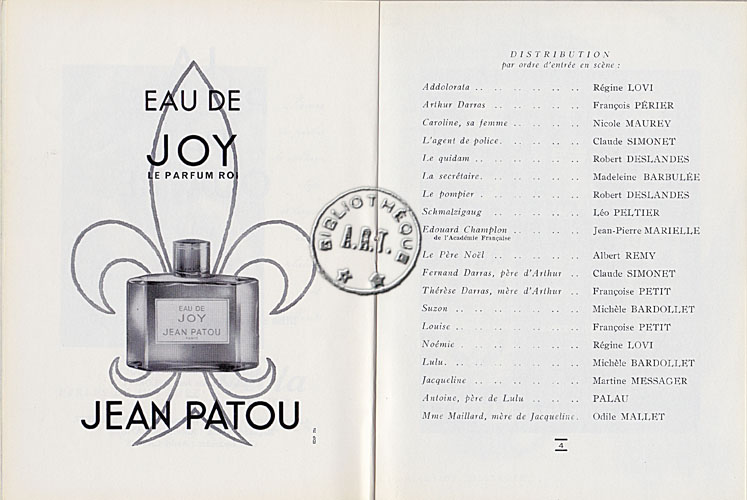 EAU DE
JOY
LE PARFUM ROI
EAU DE
JOY
JEAN PATOU
PARIS
JEAN PATOU
BIBLIOTHÈQUE
A.R.T.
DISTRIBUTION
par ordre d'entrée en scène :
Addolorata .. .. .. .. .. .. Régine LOVI
Arthur Darras .. .. .. .. .. François PÉRIER
Caroline, sa femme .. .. .. .. Nicole MAUREY
L'agent de police. .. .. .. .. Claude SIMONET
Le quidam .. .. .. .. .. .. Robert DESLANDES
La secrétaire. .. .. .. .. .. Madeleine BARBULÉE
Le pompier .. .. .. .. .. .. Robert DESLANDES
Schmalzigaug .. .. .. .. .. Léo PELTIER
Edouard Champlon .. .. .. .. Jean-Pierre MARIELLE
de l'Académie Française
Le Père Noël .. .. .. .. .. Albert REMY
Fernand Darras, père d'Arthur .. Claude SIMONET
Thérèse Darras, mère d'Arthur .. Françoise PETIT
Suzon .. .. .. .. .. .. .. Michèle BARDOLLET
Louise .. .. .. .. .. .. .. Françoise PETIT
Noémie .. .. .. .. .. .. .. Régine LOVI
Lulu. .. .. .. .. .. .. .. Michèle BARDOLLET
Jacqueline .. .. .. .. .. .. Martine MESSAGER
Antoine, père de Lulu .. .. .. PALAU
Mme Maillard, mère de Jacqueline. Odile MALLET
4